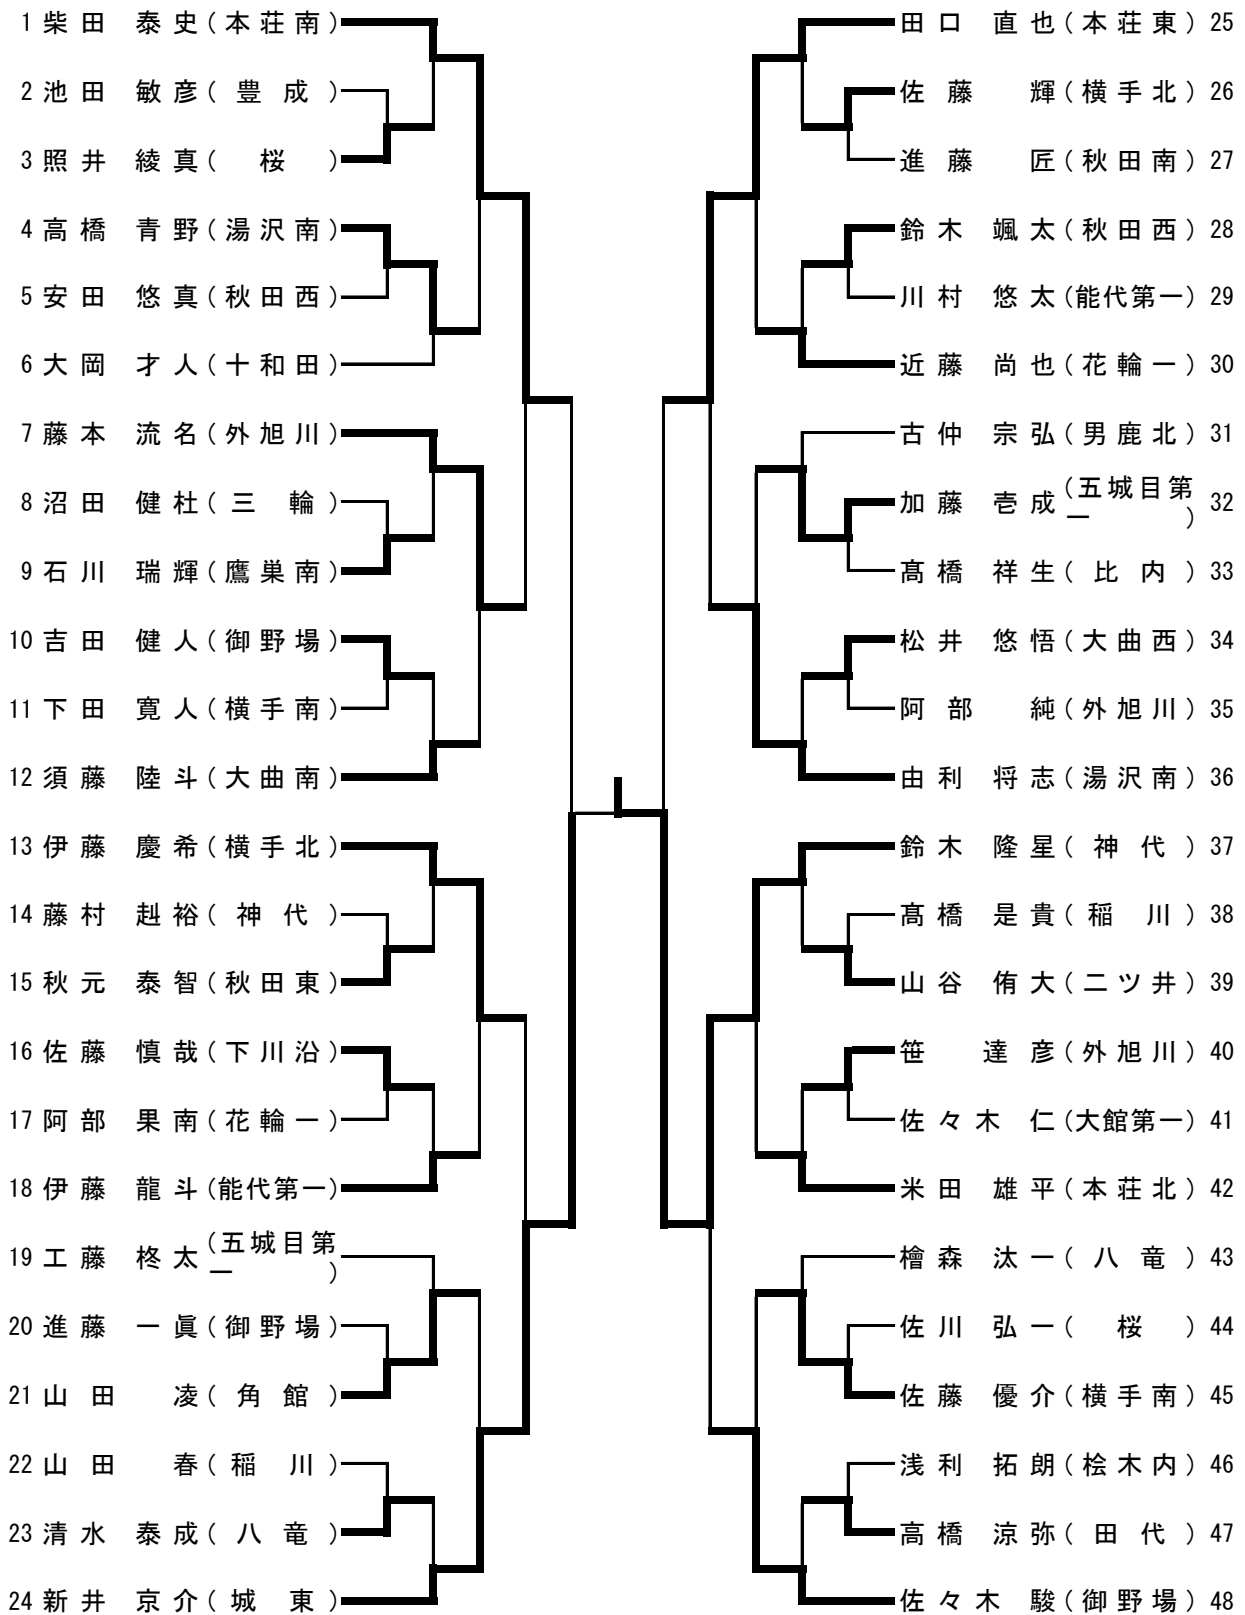 1 柴田 泰史(本荘南)
2 池田 敏彦(豊成)
3 照井 綾真(桜)
4 高橋 青野(湯沢南)
5 安田 悠真(秋田西)
6 大岡 才人(十和田)
7 藤本 流名(外旭川)
8 沼田 健杜(三輪)
9 石川 瑞輝(鷹巣南)
10 吉田 健人(御野場)
11 下田 寛人(横手南)
12 須藤 陸斗(大曲南)
13 伊藤 慶希(横手北)
14 藤村 赳裕(神代)
15 秋元 泰智(秋田東)
16 佐藤 慎哉(下川沿)
17 阿部 果南(花輪一)
18 伊藤 龍斗(能代第一)
19 工藤 柊太(五城目第一)
20 進藤 一眞(御野場)
21 山田 凌(角館)
22 山田 春(稲川)
23 清水 泰成(八竜)
24 新井 京介(城東)
田口 直也(本荘東) 25
佐藤 輝(横手北) 26
進藤 匠(秋田南) 27
鈴木 颯太(秋田西) 28
川村 悠太(能代第一) 29
近藤 尚也(花輪一) 30
古仲 宗弘(男鹿北) 31
加藤 壱成(五城目第一) 32
髙橋 祥生(比内) 33
松井 悠悟(大曲西) 34
阿部 純(外旭川) 35
由利 将志(湯沢南) 36
鈴木 隆星(神代) 37
髙橋 是貴(稲川) 38
山谷 侑大(二ツ井) 39
笹 達彦(外旭川) 40
佐々木 仁(大館第一) 41
米田 雄平(本荘北) 42
檜森 汰一(八竜) 43
佐川 弘一(桜) 44
佐藤 優介(横手南) 45
浅利 拓朗(桧木内) 46
高橋 涼弥(田代) 47
佐々木 駿(御野場) 48